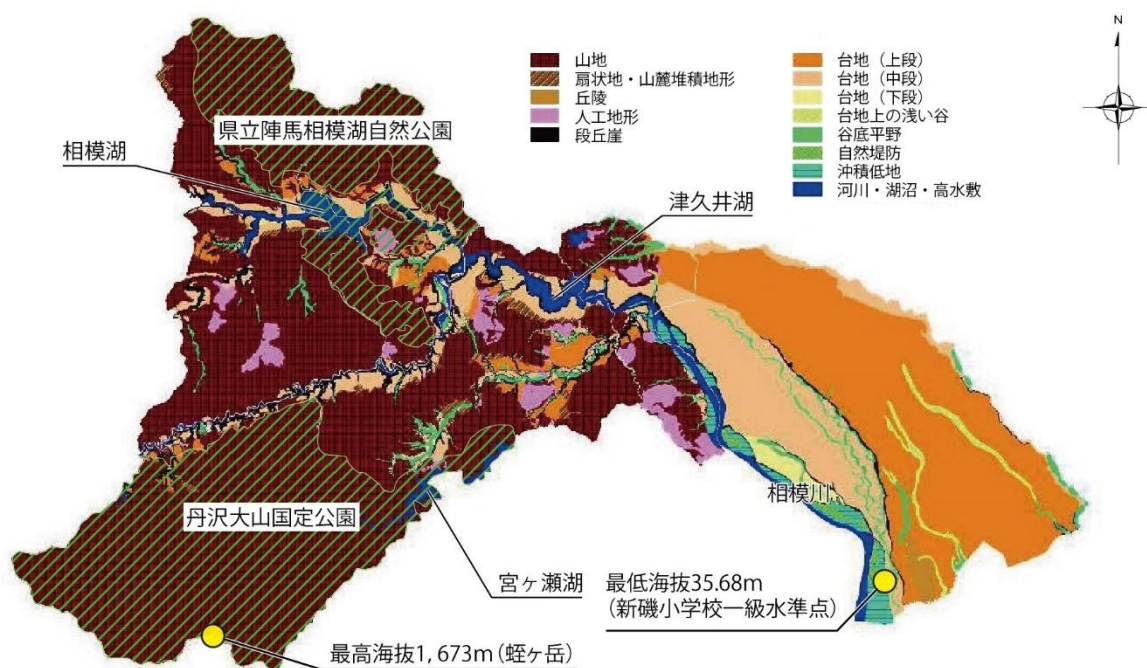 N
山地
扇状地・山麓堆積地形
丘陵
人工地形
段丘崖
台地（上段）
台地（中段）
台地（下段）
台地上の浅い谷
谷底平野
自然堤防
沖積低地
河川・湖沼・高水敷
県立陣馬相模湖自然公園
相模湖
津久井湖
相模川
丹沢大山国定公園
宮ヶ瀬湖
最低海抜35.68m
（新磯小学校一級水準点）
最高海抜1,673m（蛭ヶ岳）